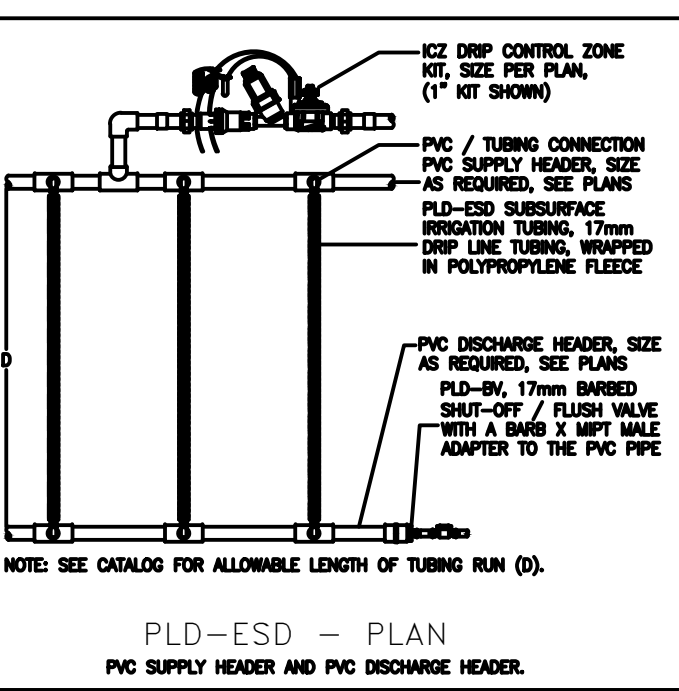 ICZ DRIP CONTROL ZONE
KIT, SIZE PER PLAN,
(1" KIT SHOWN)
PVC / TUBING CONNECTION
PVC SUPPLY HEADER, SIZE
AS REQUIRED, SEE PLANS
PLD-ESD SUBSURFACE
IRRIGATION TUBING, 17mm
DRIP LINE TUBING, WRAPPED
IN POLYPROPYLENE FLEECE
D
PVC DISCHARGE HEADER, SIZE
AS REQUIRED, SEE PLANS
PLD-BV, 17mm BARBED
SHUT-OFF / FLUSH VALVE
WITH A BARB X MIPT MALE
ADAPTER TO THE PVC PIPE
NOTE: SEE CATALOG FOR ALLOWABLE LENGTH OF TUBING RUN (D).
PLD-ESD - PLAN
PVC SUPPLY HEADER AND PVC DISCHARGE HEADER.